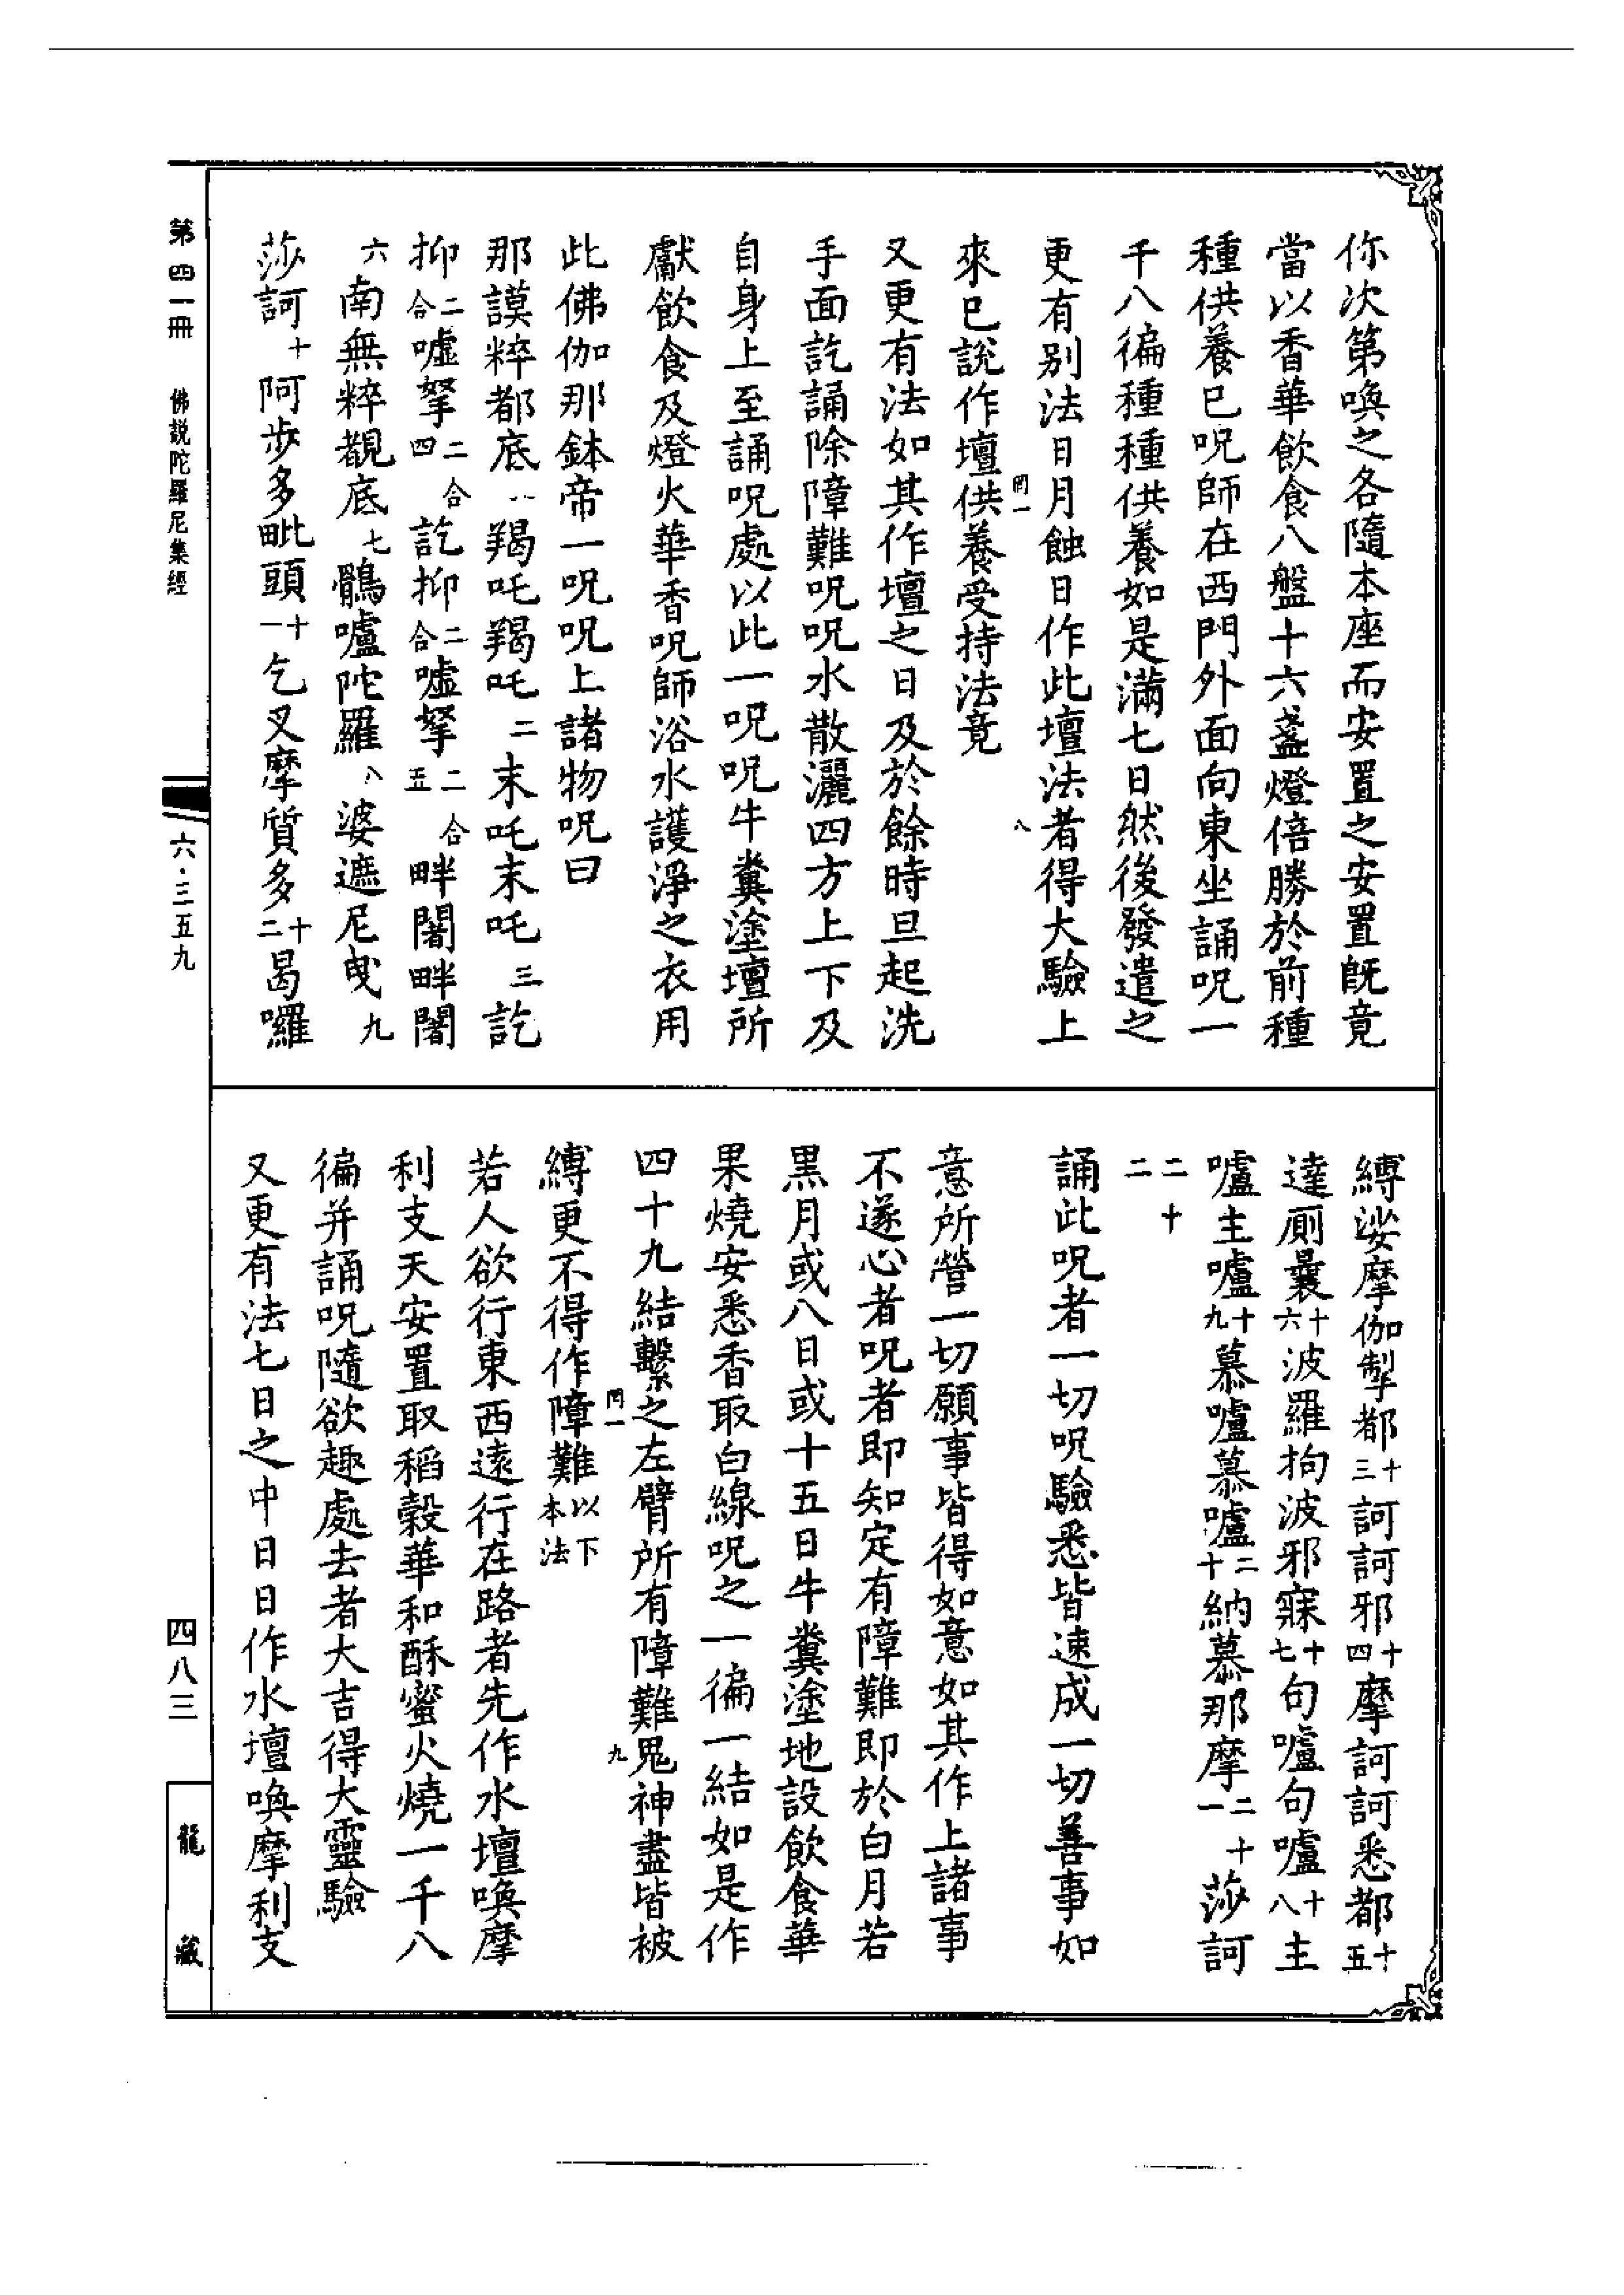 你次第喚之各隨本座而安置之安置既竟
當以香華飲食八盤十六盞燈倍勝於前種
種供養已呪師在西門外面向東坐誦呪一
千八徧種種供養如是滿七日然後發遣之
更有別法日月蝕日作此壇法者得大驗上
來已說作壇供養受持法竟
又更有法如其作壇之日及於餘時旦起洗
手面訖誦除障難呪呪水散灑四方上下及
自身上至誦呪處以此一呪呪牛糞塗壇所
獻飲食及燈火華香呪師浴水護淨之衣用
此佛伽那鉢帝一呪呪上諸物呪曰
那謨粹都底一羯吒羯吒二末吒末吒三訖
抑二合噓拏二合四訖抑二合噓拏二合五畔闍畔闍
六南無粹覩底七鶻嚧陀羅八婆遮尼曳九
莎訶十阿步多毗頭十一乞叉摩質多十二曷囉
縛娑摩伽掣都十三訶訶邪十四摩訶訶悉都十五
達廁曩十六波羅拘波邪寐十七句嚧句嚧十八主
嚧主嚧十九慕嚧慕嚧二十納慕那摩二十一莎訶
二十二
誦此呪者一切呪驗悉皆速成一切善事如
意所營一切願事皆得如意如其作上諸事
不遂心者呪者即知定有障難即於白月若
黑月或八日或十五日牛糞塗地設飲食華
果燒安悉香取白線呪之一徧一結如是作
四十九結繫之左臂所有障難鬼神盡皆被
縛更不得作障難以下本法
若人欲行東西遠行在路者先作水壇喚摩
利支天安置取稻穀華和酥蜜火燒一千八
徧并誦呪隨欲趣處去者大吉得大靈驗
又更有法七日之中日日作水壇喚摩利支
第四一冊 佛説陀羅尼集經
六·三五九
四八三
龍藏